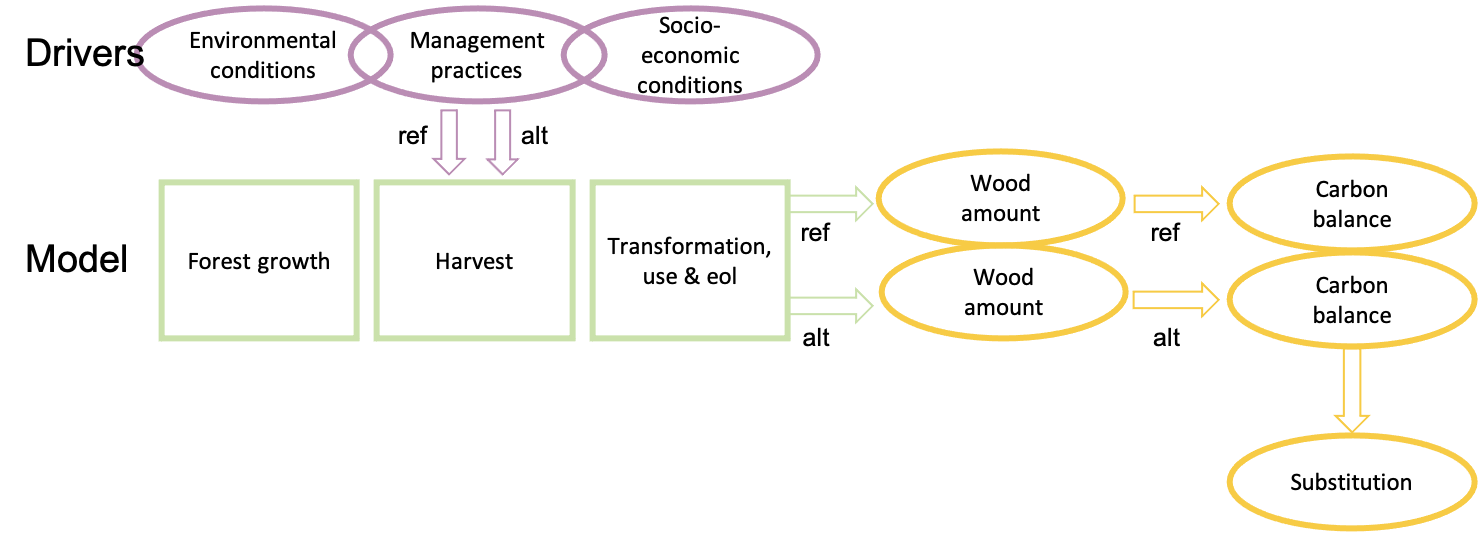 Drivers
Environmental
conditions
Management
practices
Socio-
economic
conditions
ref
alt
Model
Forest growth
Harvest
Transformation,
use & eol
ref
alt
Wood
amount
Wood
amount
ref
alt
Carbon
balance
Carbon
balance
Substitution